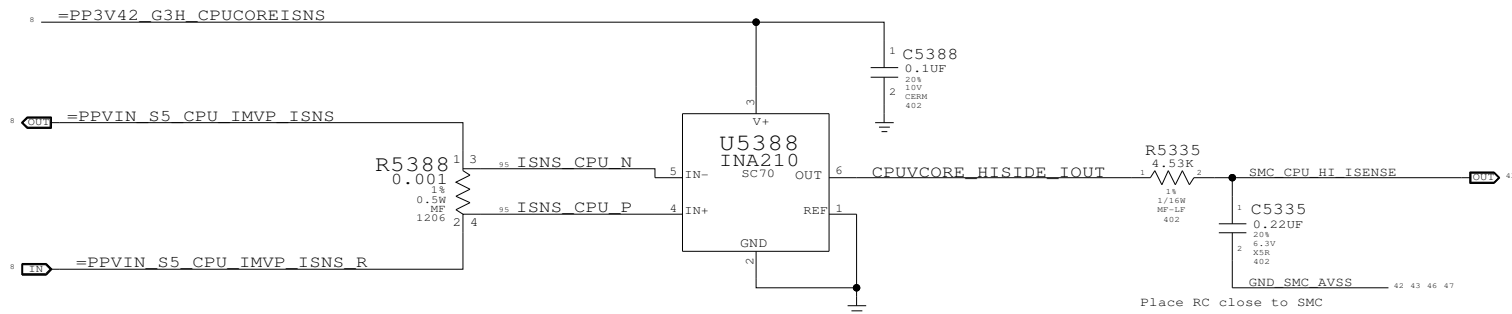 8 =PP3V42_G3H_CPUCOREISNS
1 C5388
0.1UF
20%
10V
2 CERM
402
8 OUT =PPVIN_S5_CPU_IMVP_ISNS
3
V+
U5388
INA210
SC70
R5388 1 3
0.001
1%
0.5W
MF
1206 2 4
95 ISNS_CPU_N 5 IN-
OUT 6 CPUVCORE_HISIDE_IOUT
95 ISNS_CPU_P 4 IN+
REF 1
GND
2
R5335
4.53K
1 2
1%
1/16W
MF-LF
402
SMC_CPU_HI_ISENSE OUT
1 C5335
0.22UF
20%
2 6.3V
X5R
402
8 IN =PPVIN_S5_CPU_IMVP_ISNS_R
GND_SMC_AVSS 42 43 46 47
Place RC close to SMC